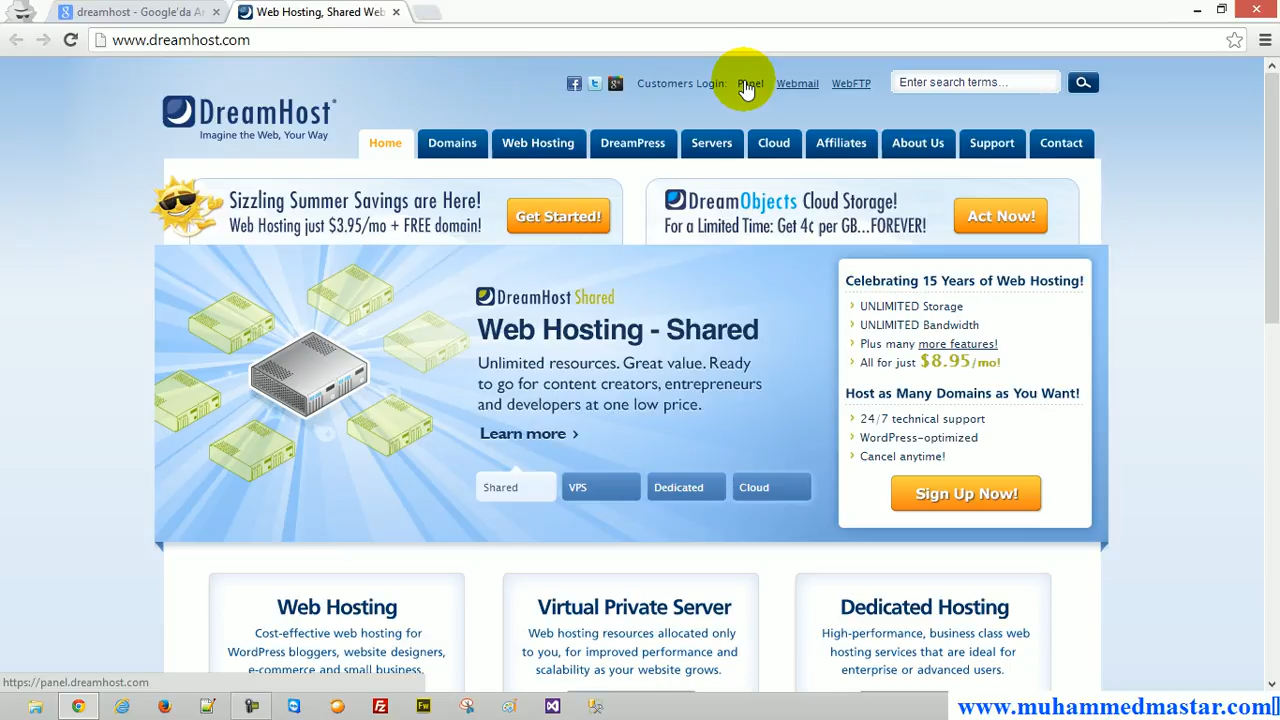 dreamhost - Google'da Ar
Web Hosting, Shared Web
www.dreamhost.com
Customers Login: Panel Webmail WebFTP
Enter search terms...
DreamHost
Imagine the Web, Your Way
Home Domains Web Hosting DreamPress Servers Cloud Affiliates About Us Support Contact
Sizzling Summer Savings are Here!
Web Hosting just $3.95/mo + FREE domain!
Get Started!
DreamObjects Cloud Storage!
For a Limited Time: Get 4¢ per GB...FOREVER!
Act Now!
DreamHost Shared
Web Hosting - Shared
Unlimited resources. Great value. Ready
to go for content creators, entrepreneurs
and developers at one low price.
Learn more ›
Shared VPS Dedicated Cloud
Celebrating 15 Years of Web Hosting!
› UNLIMITED Storage
› UNLIMITED Bandwidth
› Plus many more features!
› All for just $8.95/mo!
Host as Many Domains as You Want!
› 24/7 technical support
› WordPress-optimized
› Cancel anytime!
Sign Up Now!
Web Hosting
Cost-effective web hosting for
WordPress bloggers, website designers,
e-commerce and small business.
Virtual Private Server
Web hosting resources allocated only
to you, for improved performance and
scalability as your website grows.
Dedicated Hosting
High-performance, business class web
hosting services that are ideal for
enterprise or advanced users.
https://panel.dreamhost.com
www.muhammedmastar.com